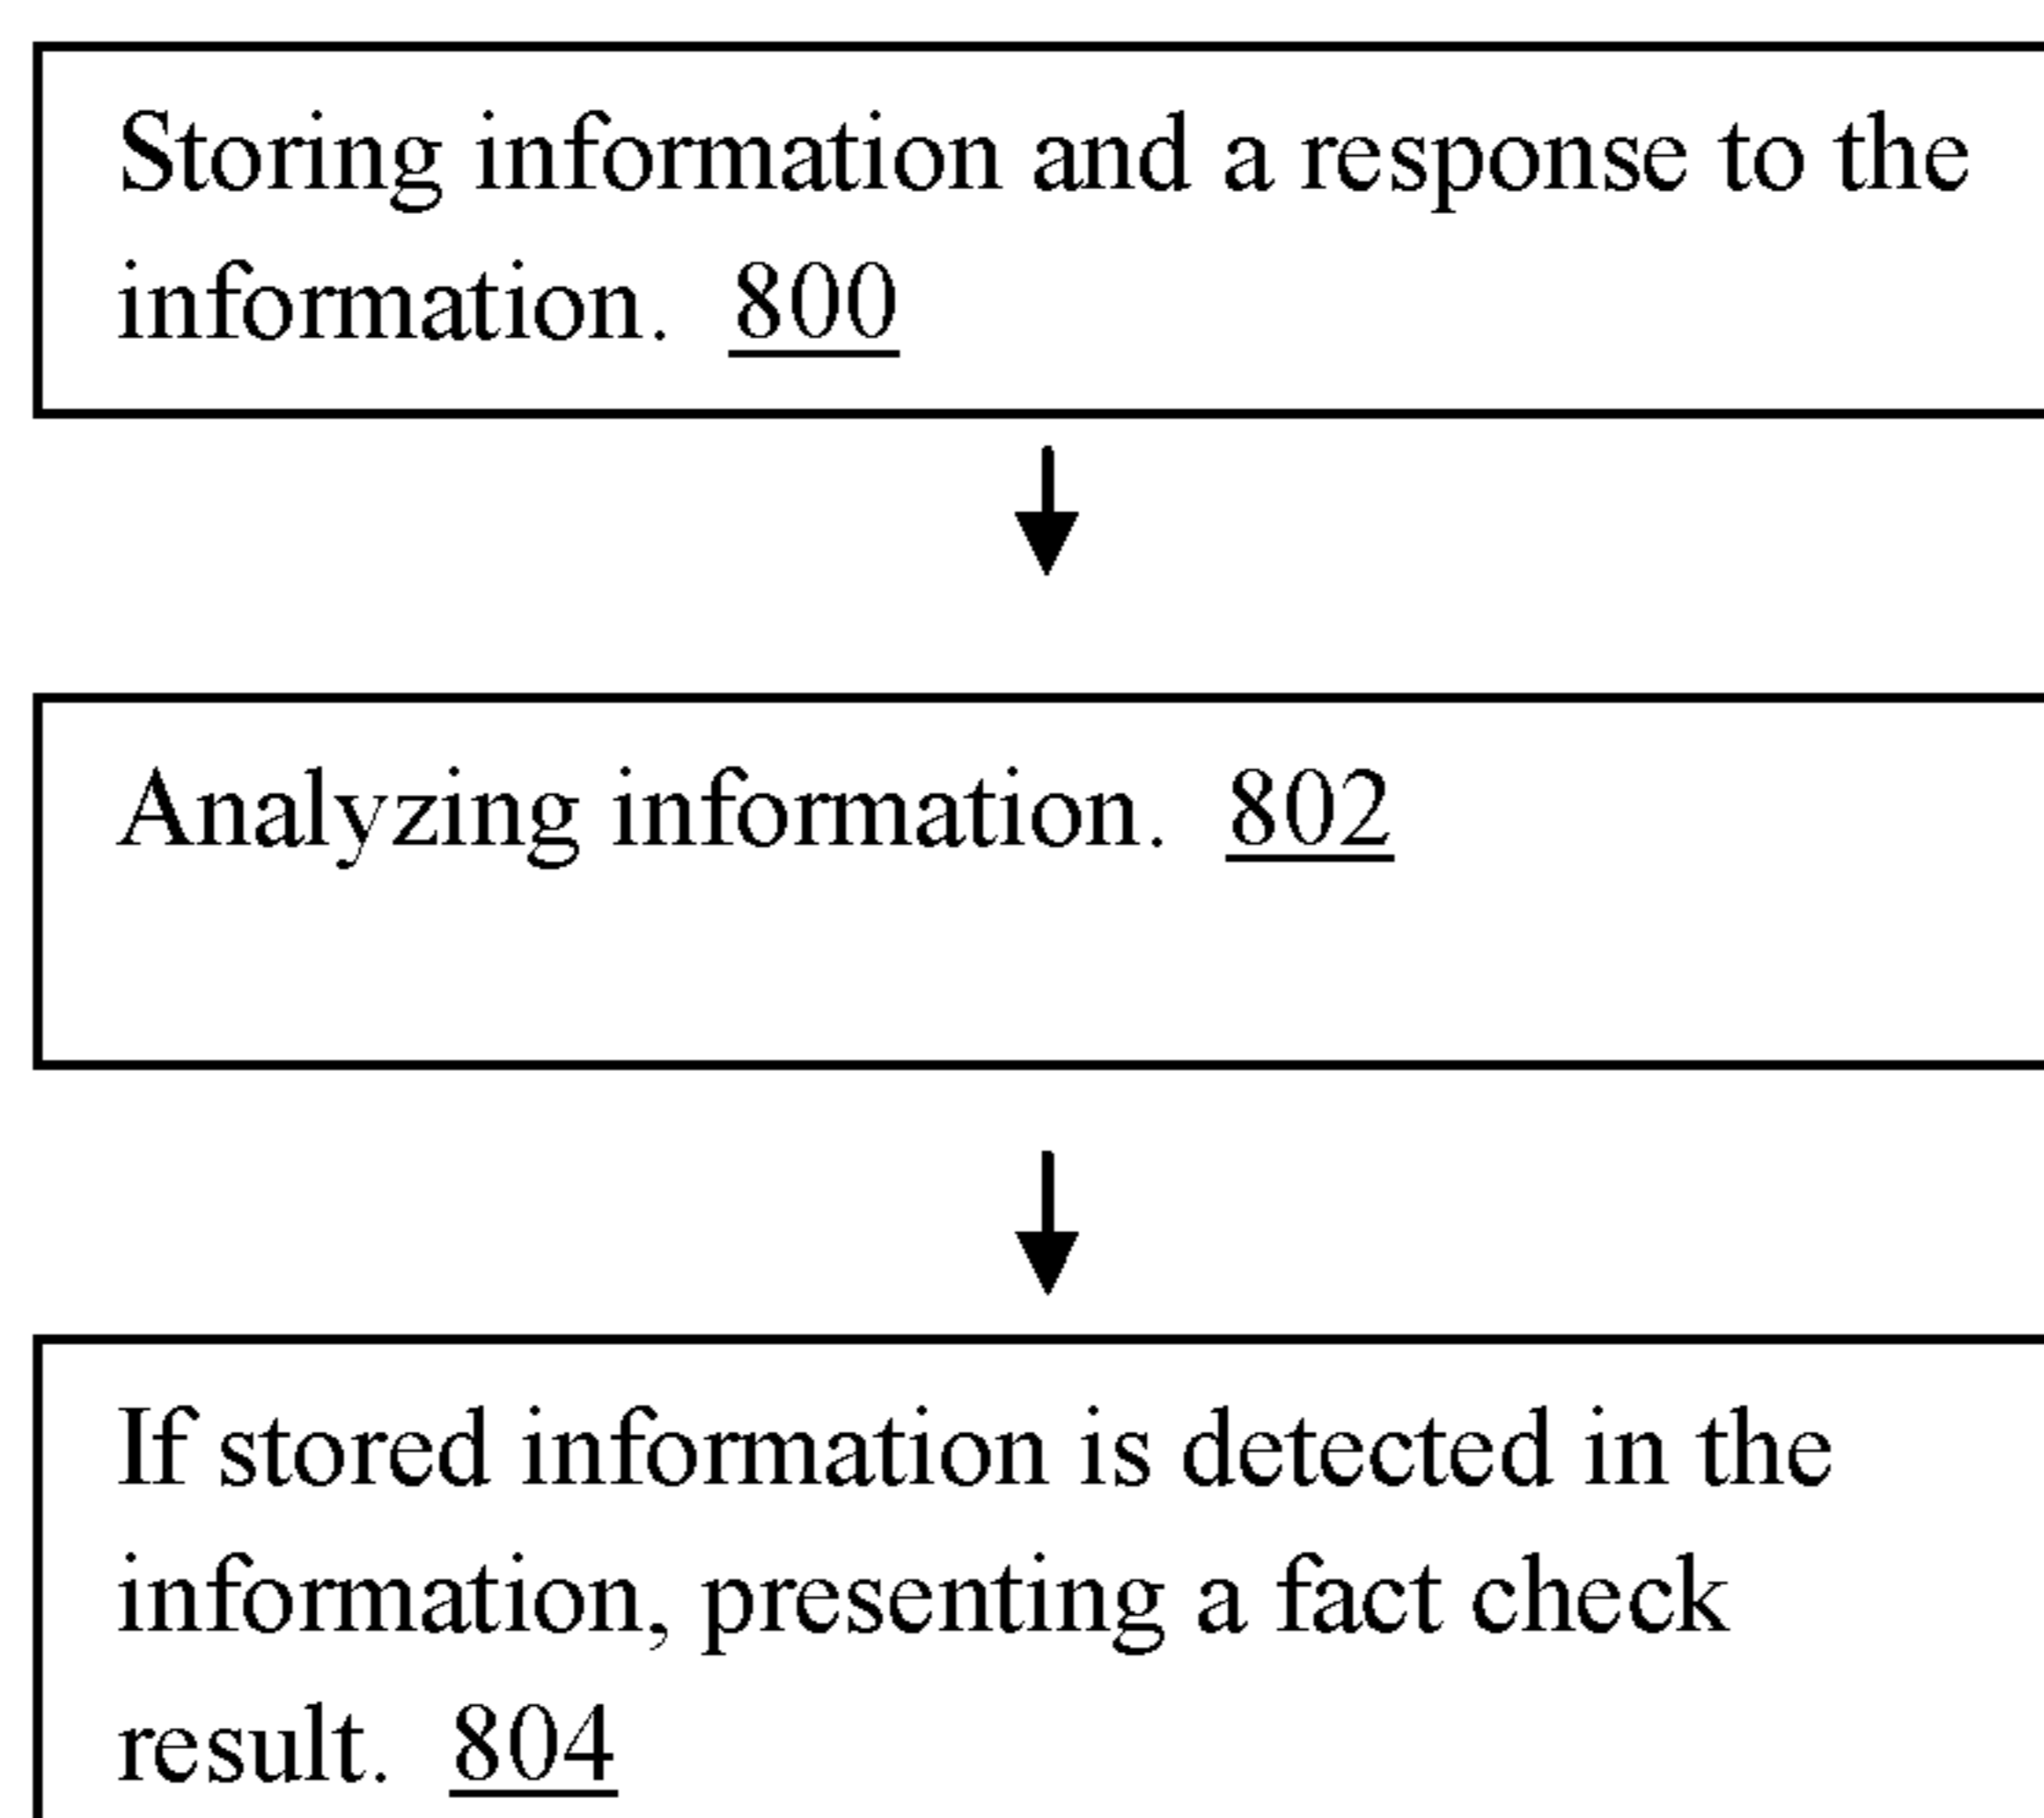 Storing information and a response to the
information. 800
Analyzing information. 802
If stored information is detected in the
information, presenting a fact check
result. 804